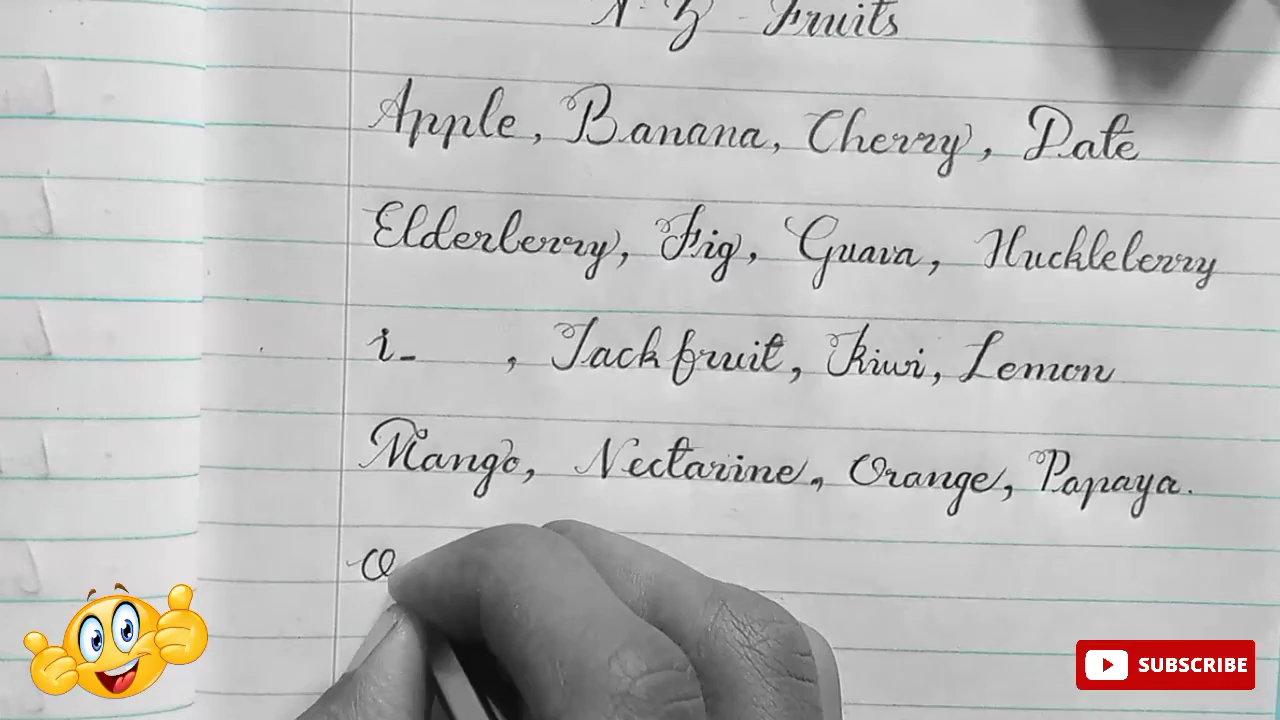 A-Z - Fruits
Apple, Banana, Cherry, Date
Elderberry, Fig, Guava, Huckleberry
i- , Jackfruit, Kiwi, Lemon
Mango, Nectarine, Orange, Papaya.
SUBSCRIBE